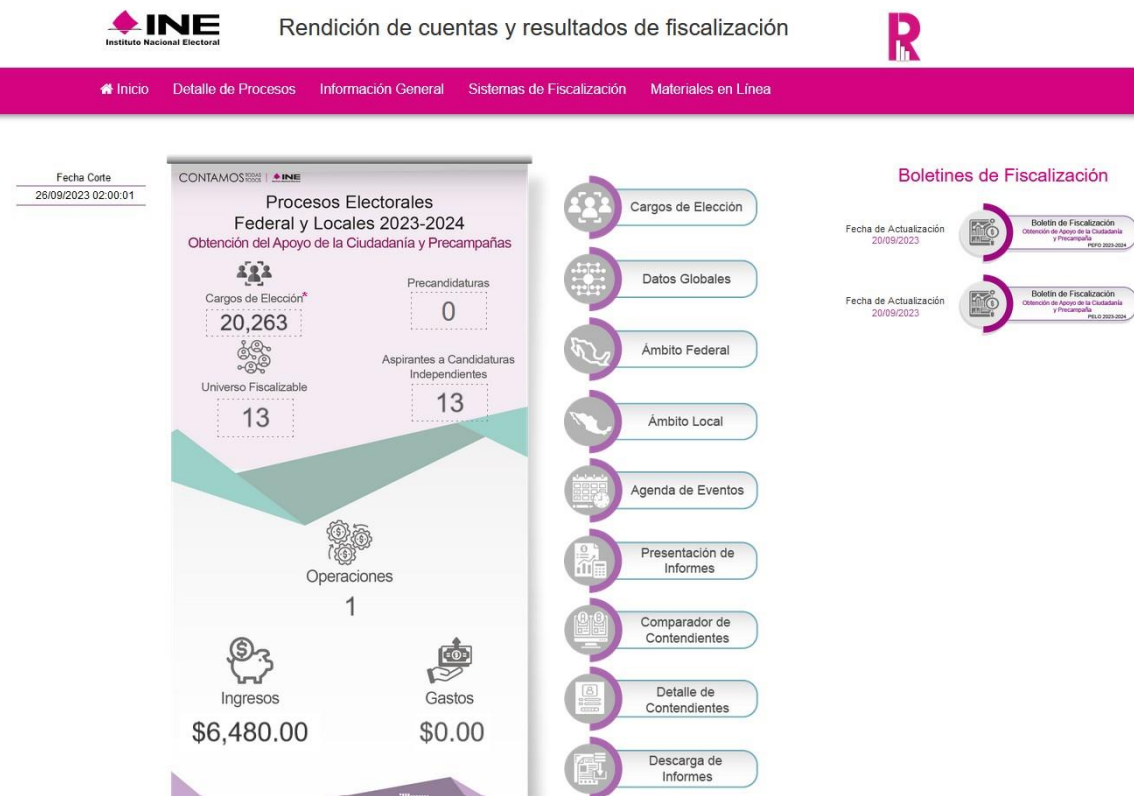 INE
Instituto Nacional Electoral
Rendición de cuentas y resultados de fiscalización
R
Inicio
Detalle de Procesos
Información General
Sistemas de Fiscalización
Materiales en Línea
Fecha Corte
26/09/2023 02:00:01
CONTAMOS TODAS TODOS | INE
Procesos Electorales
Federal y Locales 2023-2024
Obtención del Apoyo de la Ciudadanía y Precampañas
Cargos de Elección*
20,263
Precandidaturas
0
Universo Fiscalizable
13
Aspirantes a Candidaturas
Independientes
13
Operaciones
1
Ingresos
$6,480.00
Gastos
$0.00
Cargos de Elección
Datos Globales
Ámbito Federal
Ámbito Local
Agenda de Eventos
Presentación de
Informes
Comparador de
Contendientes
Detalle de
Contendientes
Descarga de
Informes
Boletines de Fiscalización
Fecha de Actualización
20/09/2023
Boletín de Fiscalización
Obtención de Apoyo de la Ciudadanía
y Precampaña
PEFO 2023-2024
Fecha de Actualización
20/09/2023
Boletín de Fiscalización
Obtención de Apoyo de la Ciudadanía
y Precampaña
PELO 2023-2024